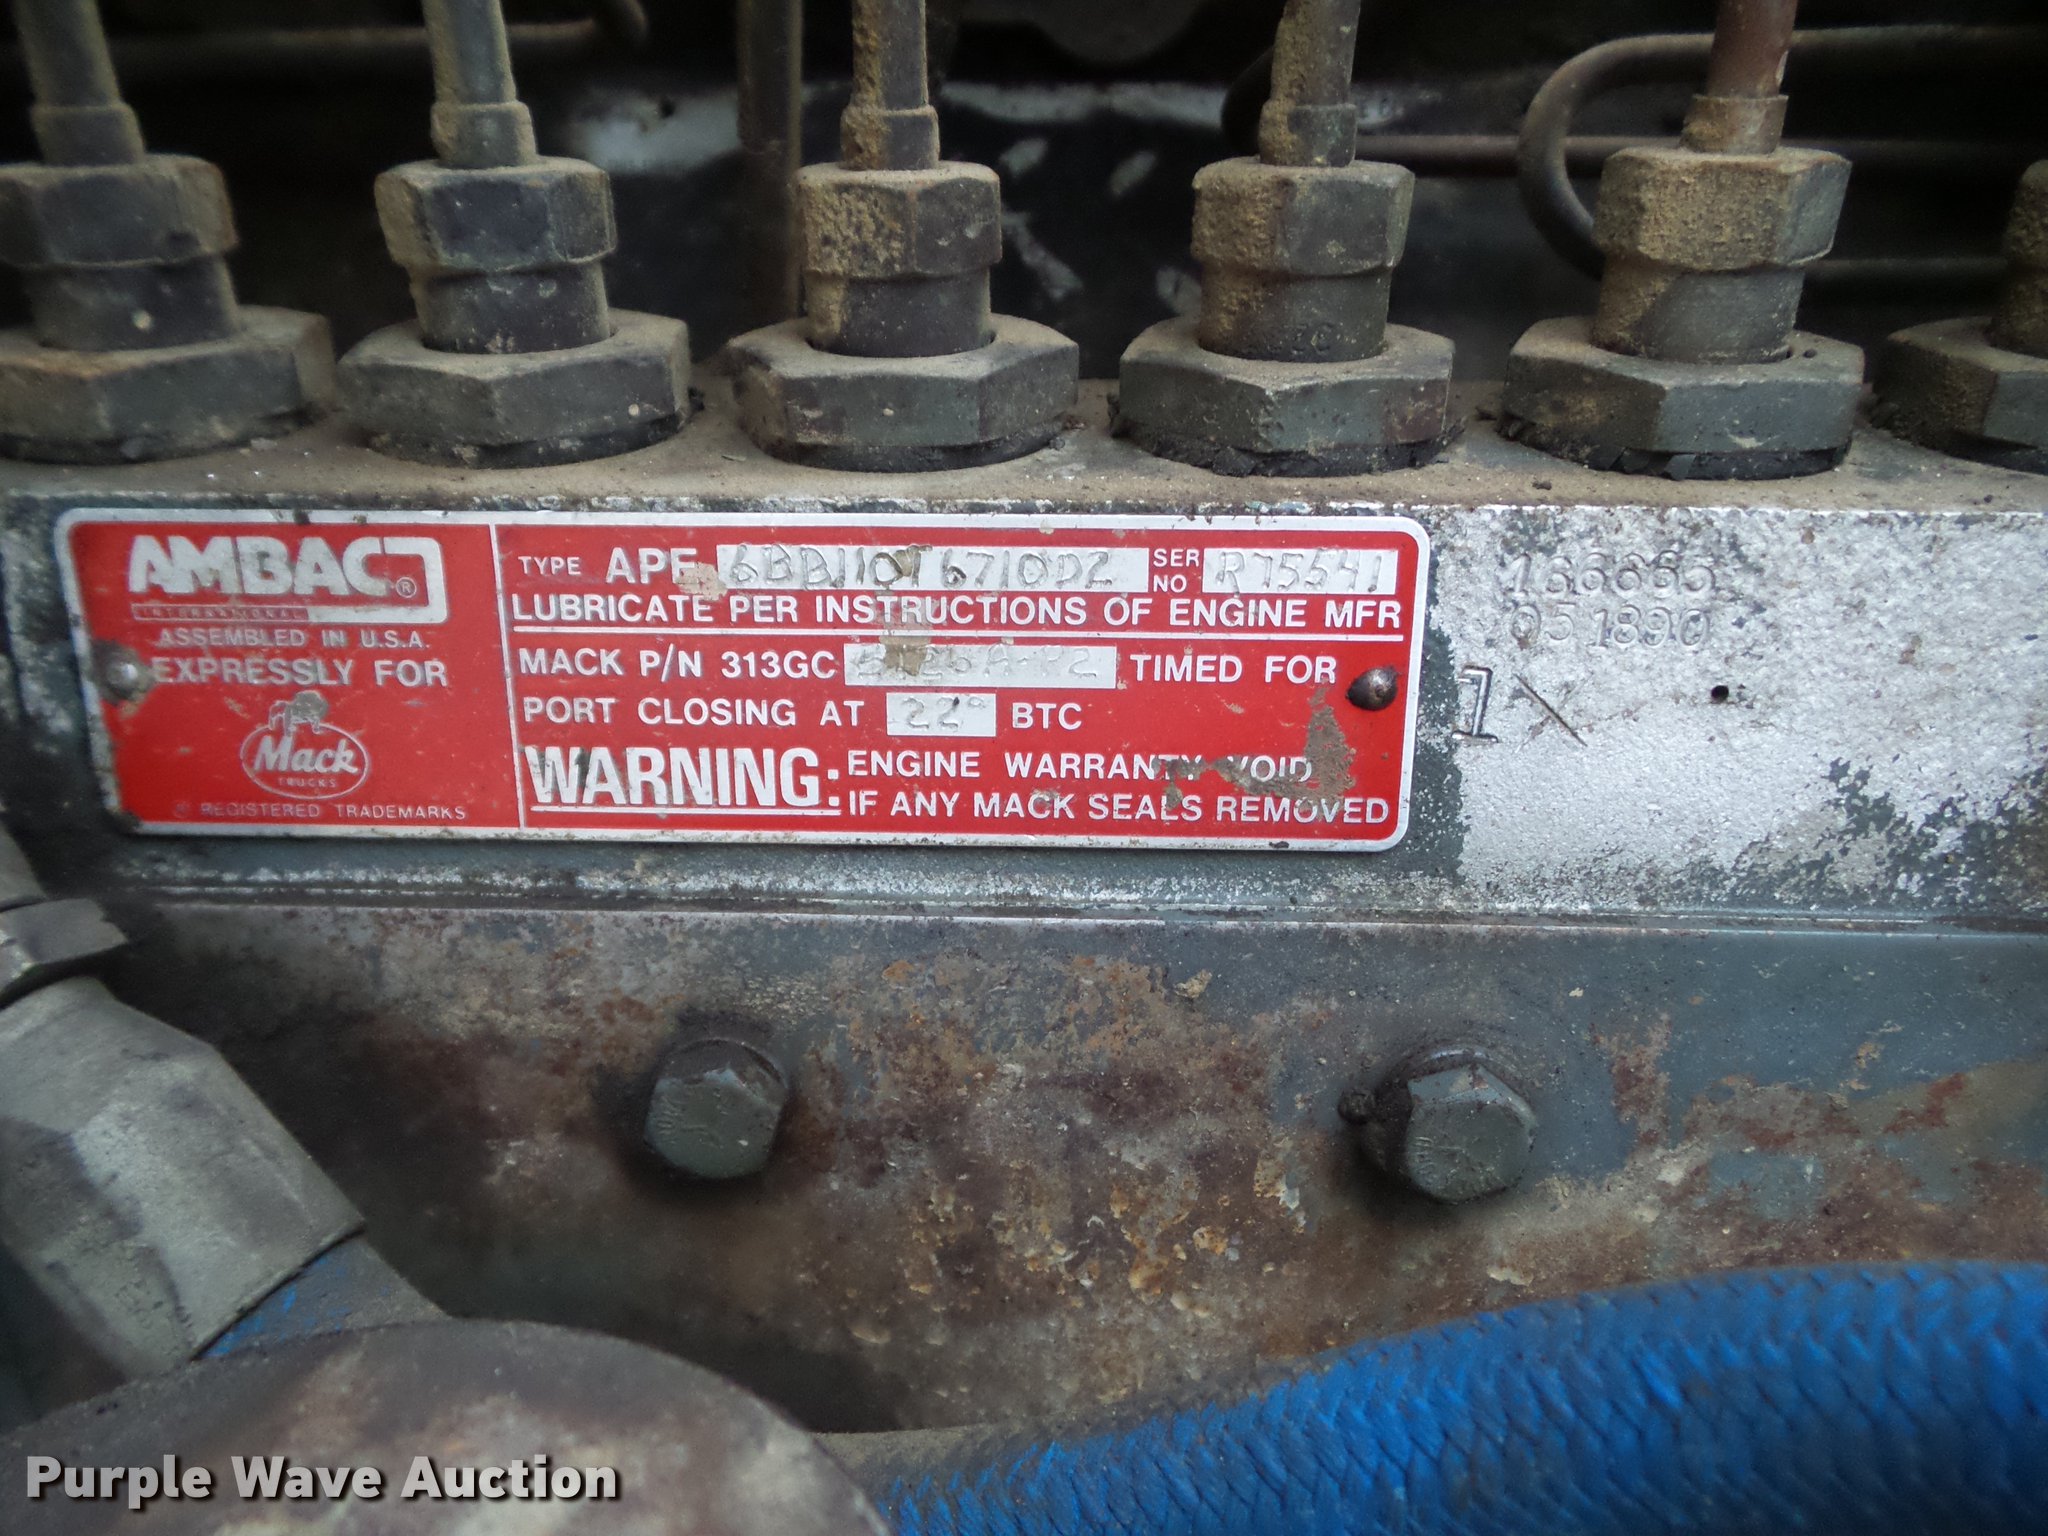 AMBAC®
INTERNATIONAL
ASSEMBLED IN U.S.A.
EXPRESSLY FOR
Mack
TRUCKS
REGISTERED TRADEMARKS
TYPE APE 6BB110T6710D2 SER NO R75541
LUBRICATE PER INSTRUCTIONS OF ENGINE MFR
MACK P/N 313GC TIMED FOR
PORT CLOSING AT 22° BTC
WARNING: ENGINE WARRANTY VOID
IF ANY MACK SEALS REMOVED
051890
1
Purple Wave Auction